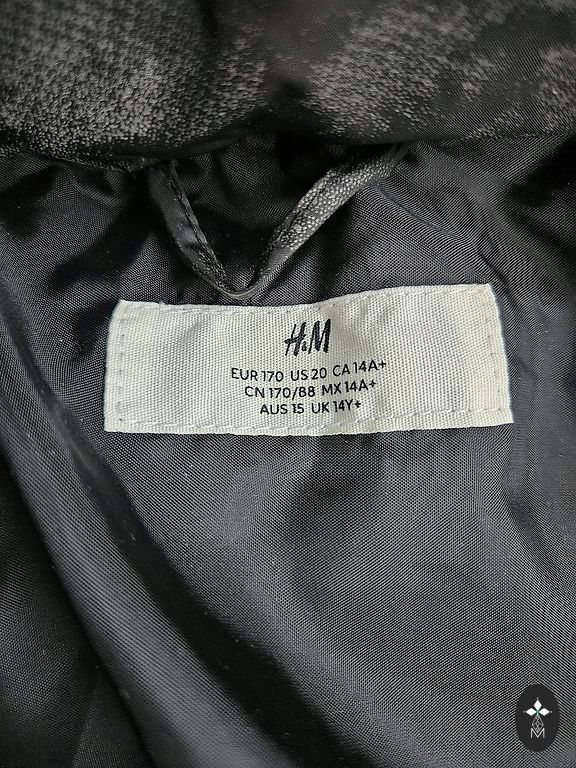 H&M
EUR 170 US 20 CA 14A+
CN 170/88 MX 14A+
AUS 15 UK 14Y+
M